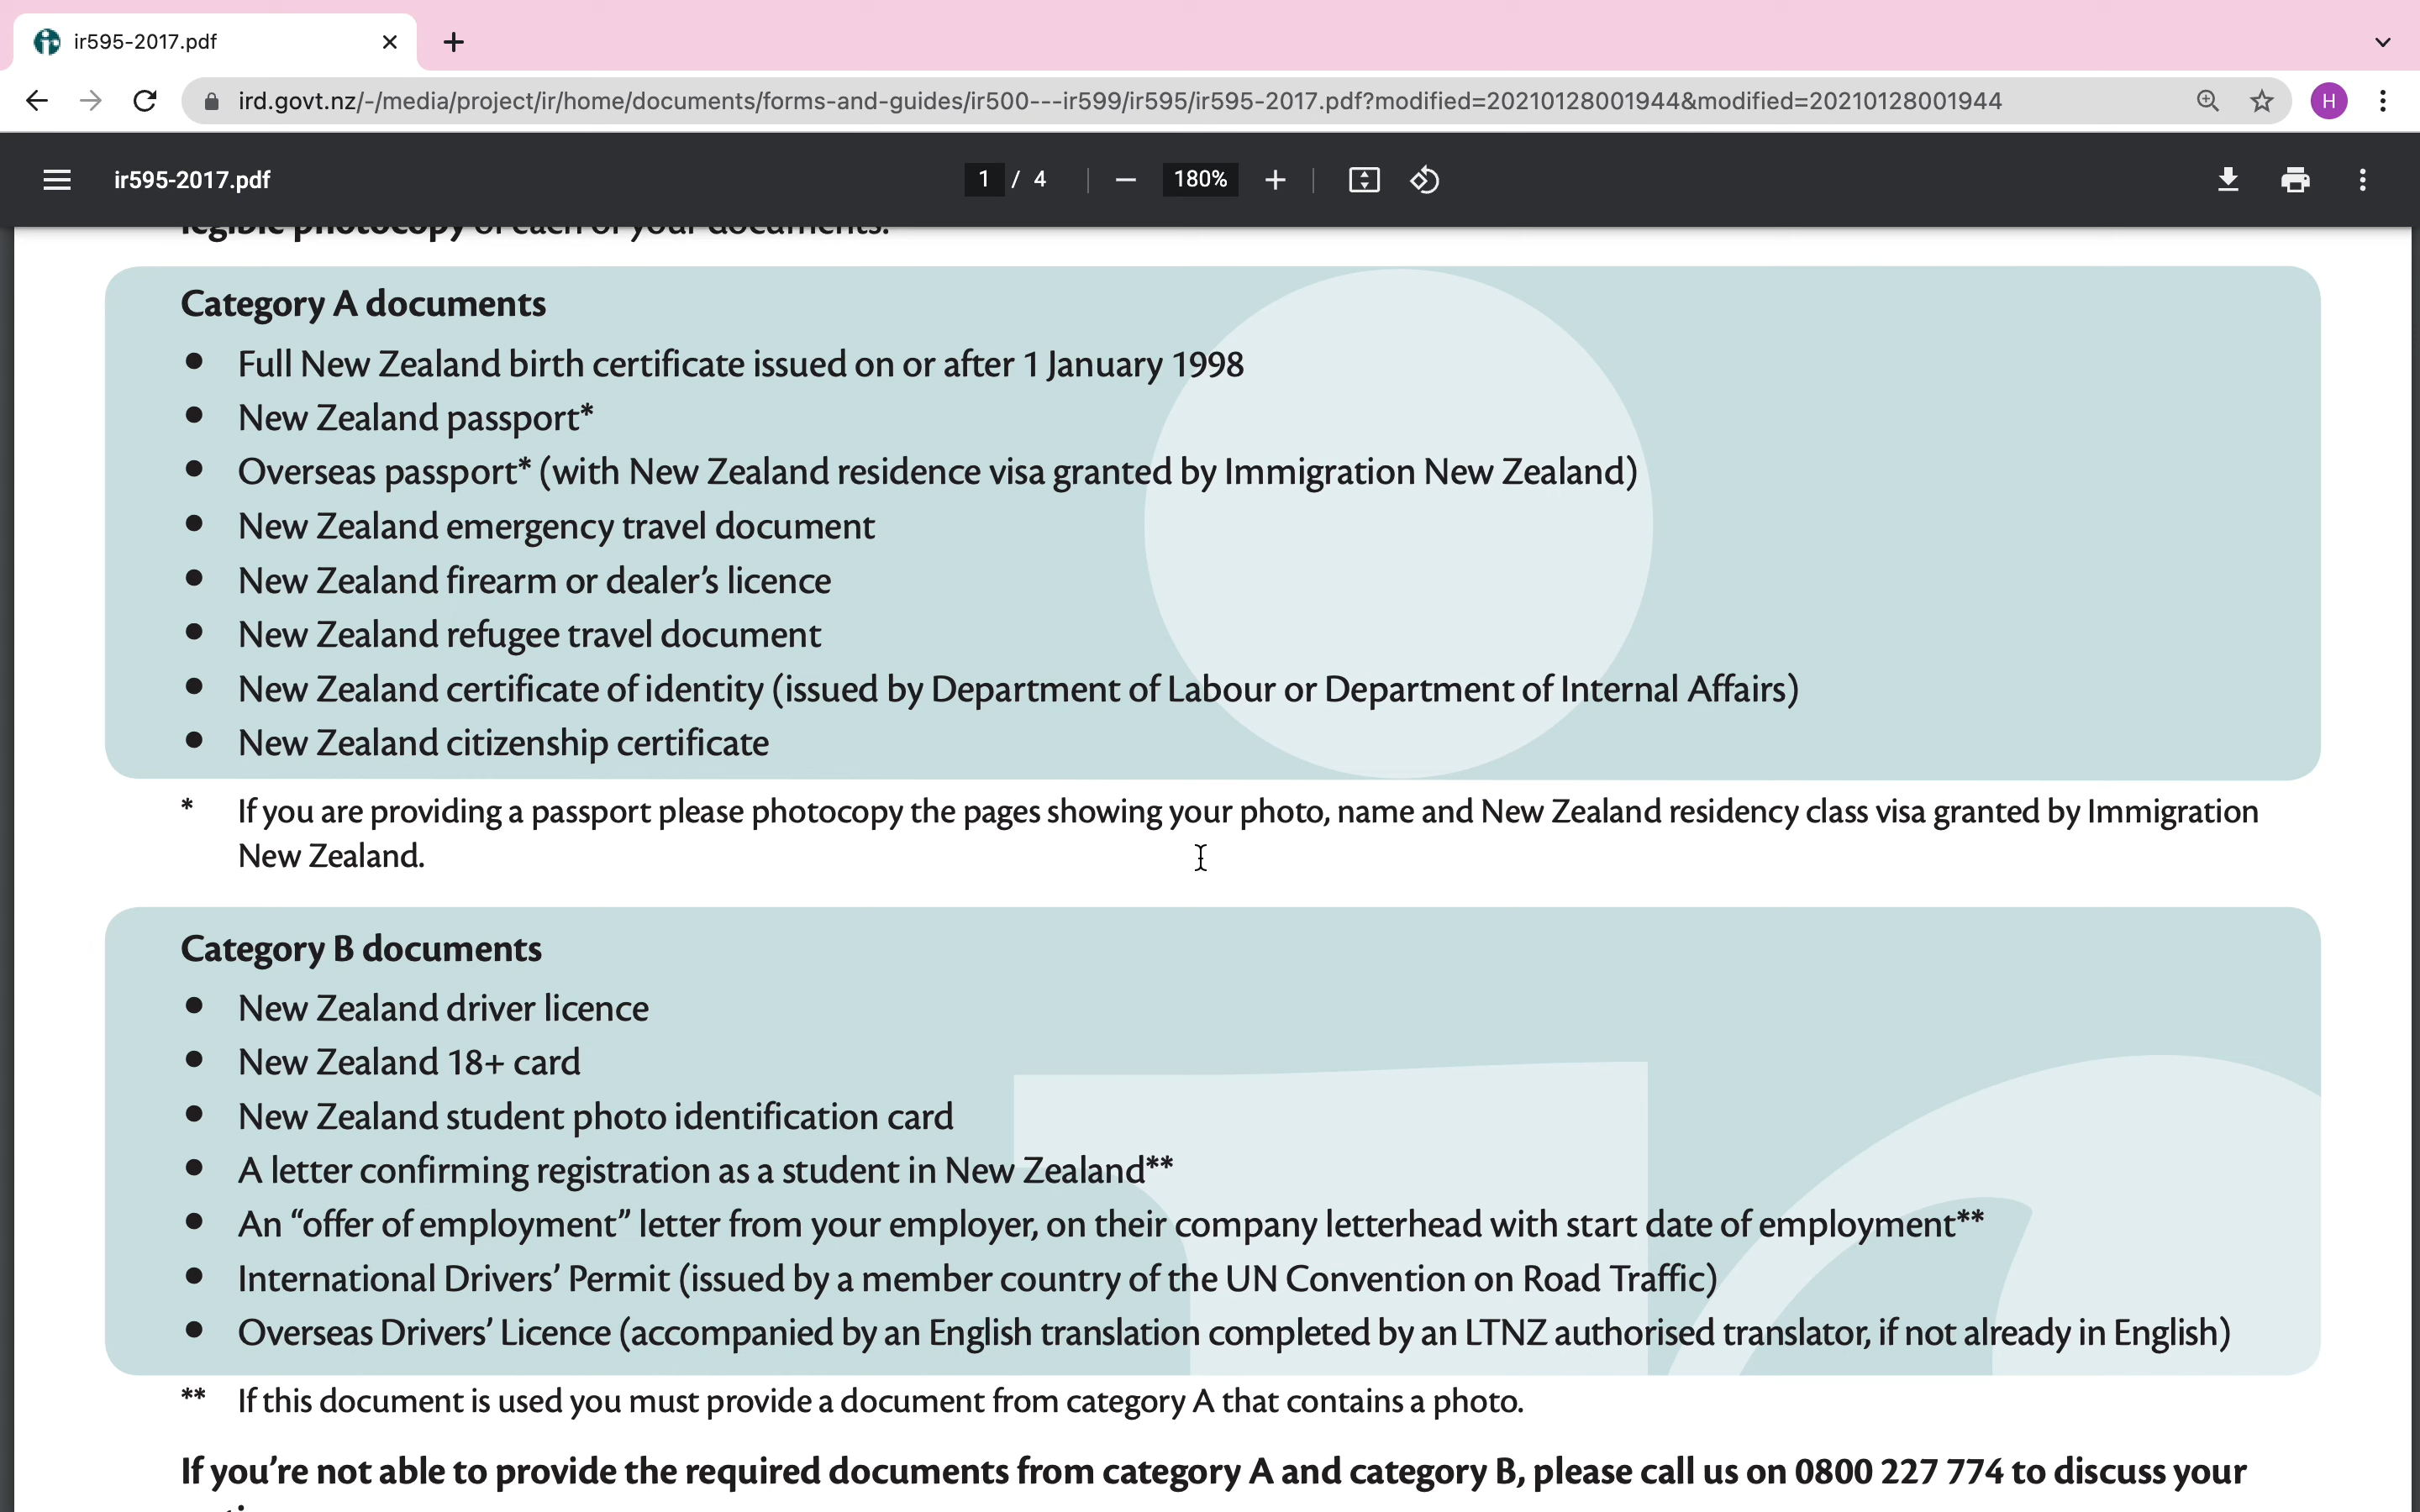 ir595-2017.pdf
ird.govt.nz/-/media/project/ir/home/documents/forms-and-guides/ir500---ir599/ir595/ir595-2017.pdf?modified=20210128001944&modified=20210128001944
H
ir595-2017.pdf
1 / 4
180%
legible photocopy of each of your documents.
Category A documents
• Full New Zealand birth certificate issued on or after 1 January 1998
• New Zealand passport*
• Overseas passport* (with New Zealand residence visa granted by Immigration New Zealand)
• New Zealand emergency travel document
• New Zealand firearm or dealer’s licence
• New Zealand refugee travel document
• New Zealand certificate of identity (issued by Department of Labour or Department of Internal Affairs)
• New Zealand citizenship certificate
* If you are providing a passport please photocopy the pages showing your photo, name and New Zealand residency class visa granted by Immigration
New Zealand.
Category B documents
• New Zealand driver licence
• New Zealand 18+ card
• New Zealand student photo identification card
• A letter confirming registration as a student in New Zealand**
• An “offer of employment” letter from your employer, on their company letterhead with start date of employment**
• International Drivers’ Permit (issued by a member country of the UN Convention on Road Traffic)
• Overseas Drivers’ Licence (accompanied by an English translation completed by an LTNZ authorised translator, if not already in English)
** If this document is used you must provide a document from category A that contains a photo.
If you’re not able to provide the required documents from category A and category B, please call us on 0800 227 774 to discuss your